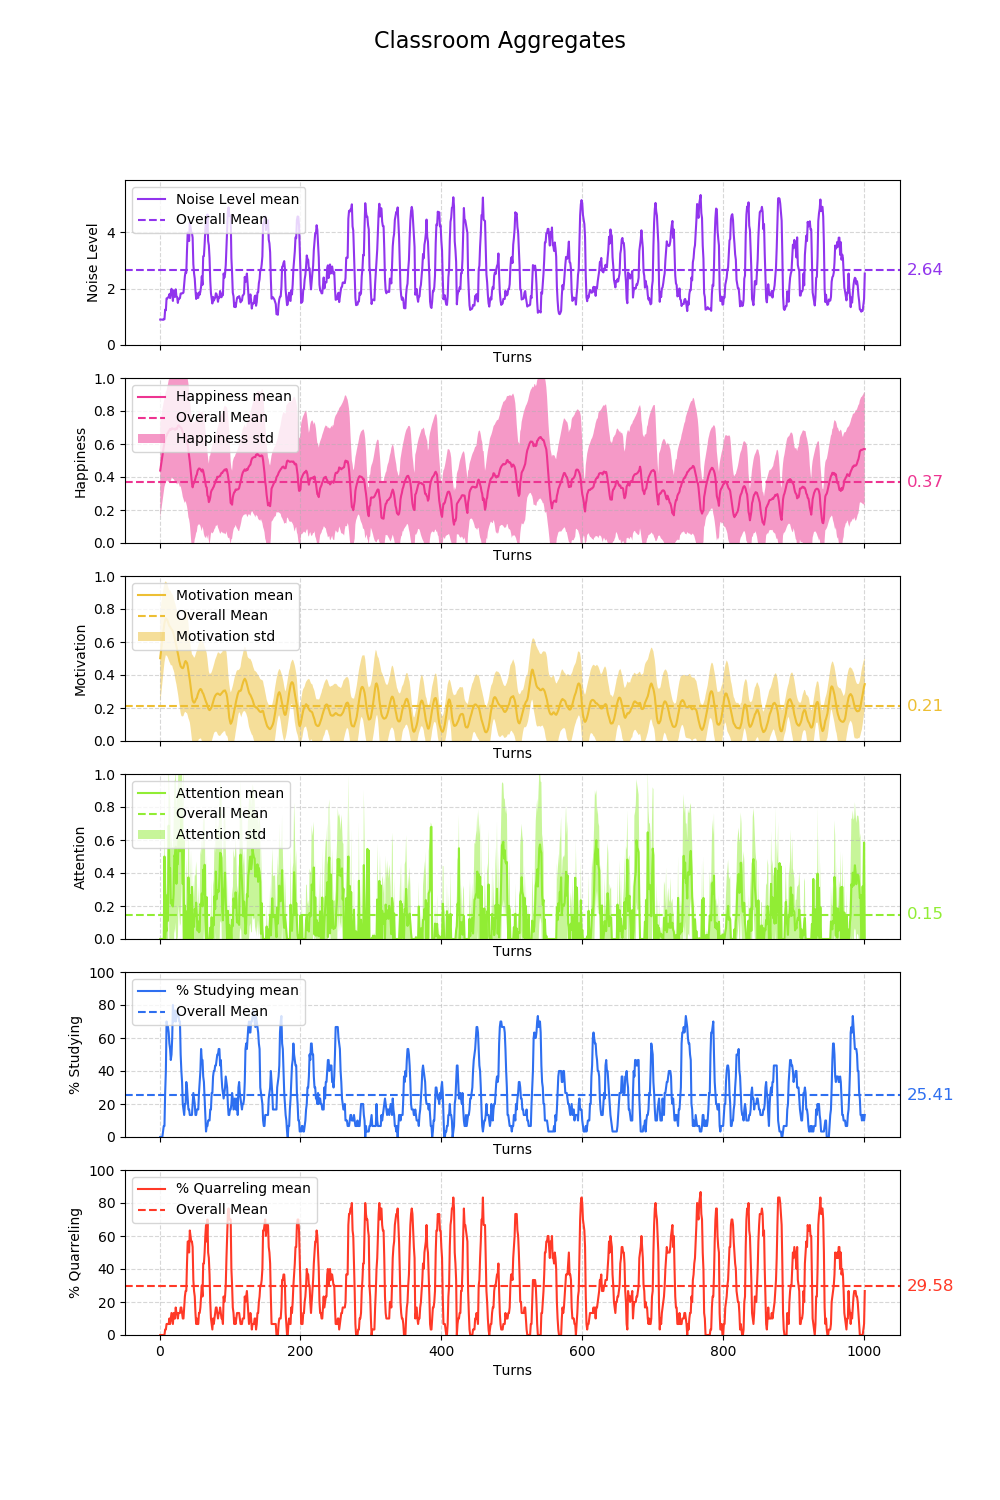 Classroom Aggregates
Noise Level
Noise Level mean
Overall Mean
4
2
0
2.64
Turns
Happiness
Happiness mean
Overall Mean
Happiness std
1.0
0.8
0.6
0.4
0.2
0.0
0.37
Turns
Motivation
Motivation mean
Overall Mean
Motivation std
1.0
0.8
0.6
0.4
0.2
0.0
0.21
Turns
Attention
Attention mean
Overall Mean
Attention std
1.0
0.8
0.6
0.4
0.2
0.0
0.15
Turns
% Studying
% Studying mean
Overall Mean
100
80
60
40
20
0
25.41
Turns
% Quarreling
% Quarreling mean
Overall Mean
100
80
60
40
20
0
29.58
0 200 400 600 800 1000
Turns